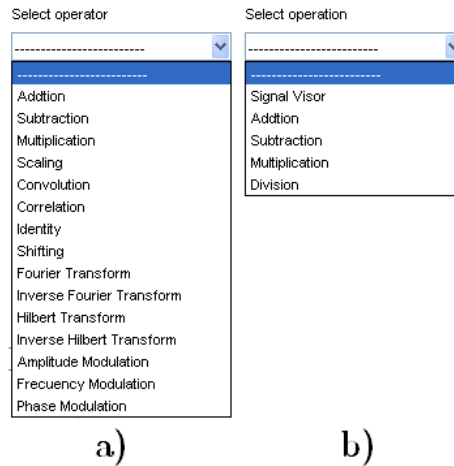 Select operator
-------------------------
-------------------------
Addtion
Subtraction
Multiplication
Scaling
Convolution
Correlation
Identity
Shifting
Fourier Transform
Inverse Fourier Transform
Hilbert Transform
Inverse Hilbert Transform
Amplitude Modulation
Frecuency Modulation
Phase Modulation
a)
Select operation
-------------------------
-------------------------
Signal Visor
Addtion
Subtraction
Multiplication
Division
b)